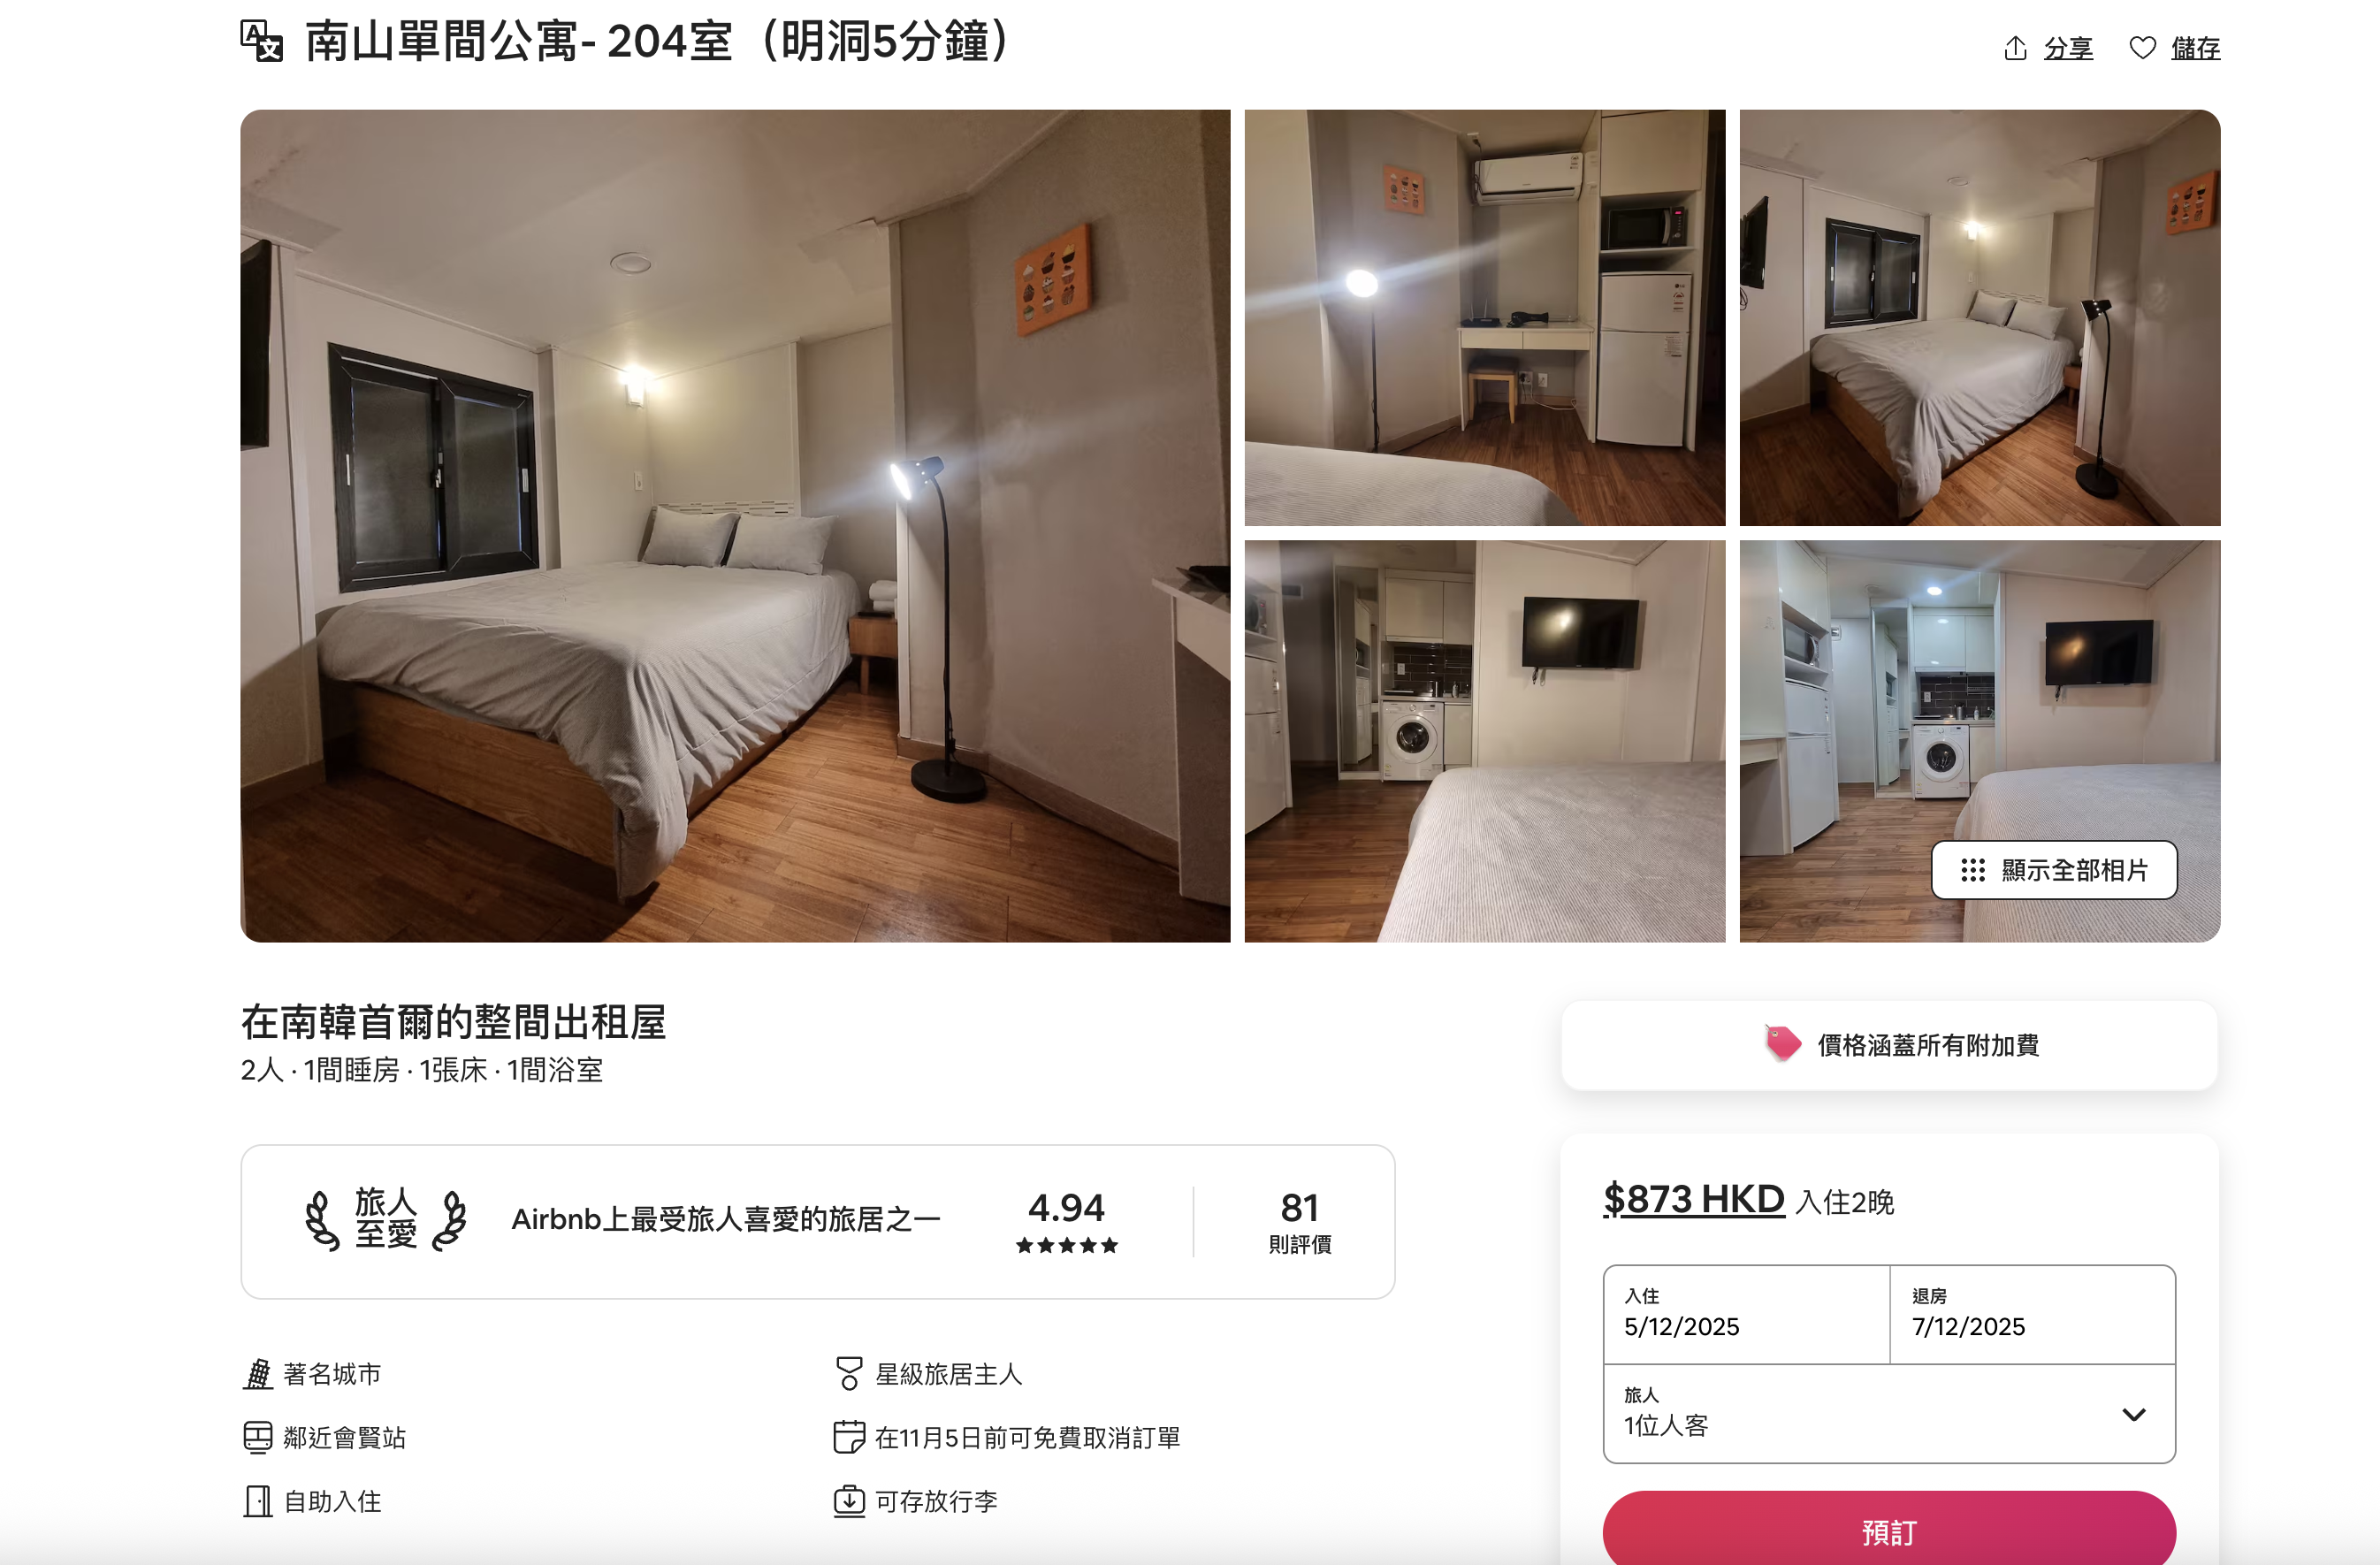 南山單間公寓- 204室（明洞5分鐘）
分享
儲存
顯示全部相片
在南韓首爾的整間出租屋
2人 · 1間睡房 · 1張床 · 1間浴室
價格涵蓋所有附加費
旅人
至愛
Airbnb上最受旅人喜愛的旅居之一
4.94
81
則評價
$873 HKD 入住2晚
入住
5/12/2025
退房
7/12/2025
旅人
1位人客
預訂
著名城市
星級旅居主人
鄰近會賢站
在11月5日前可免費取消訂單
自助入住
可存放行李